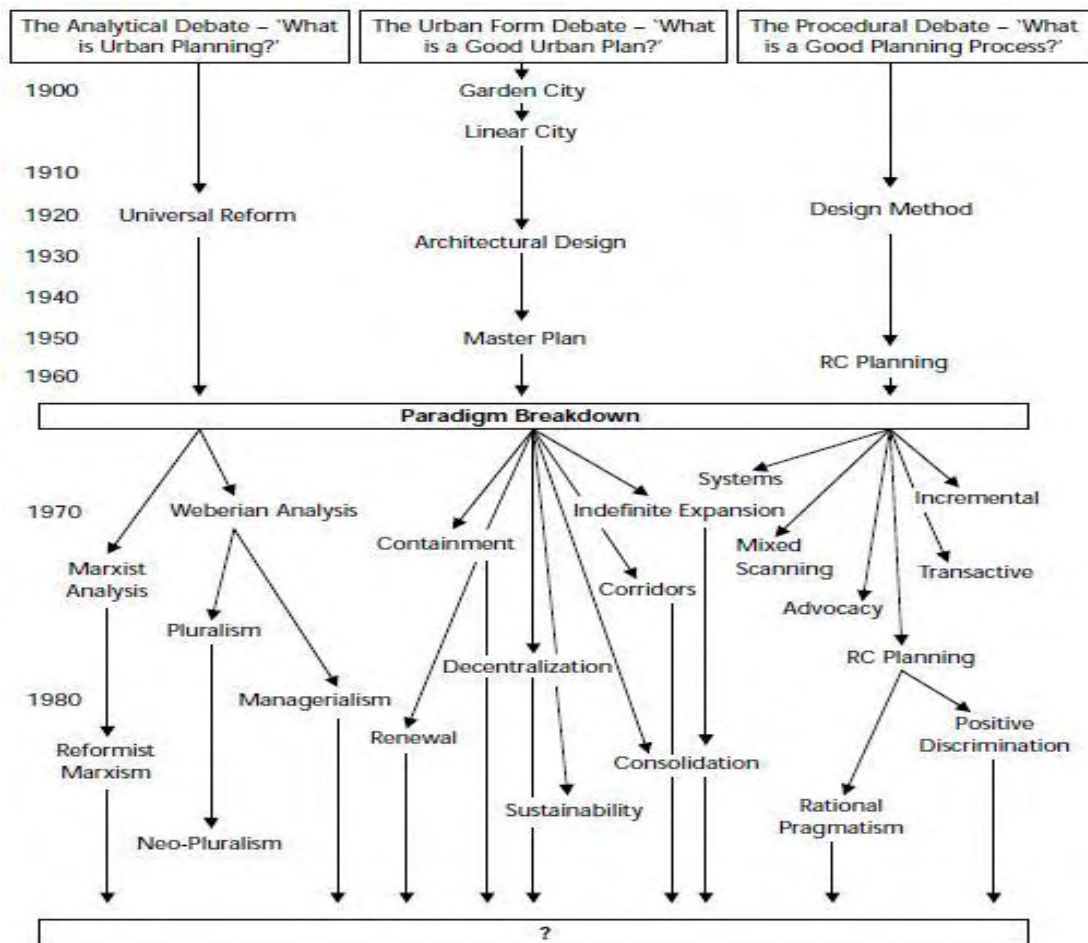 The Analytical Debate – ‘What
is Urban Planning?’
The Urban Form Debate – ‘What
is a Good Urban Plan?’
The Procedural Debate – ‘What
is a Good Planning Process?’
1900
Garden City
Linear City
1910
1920
Universal Reform
Design Method
Architectural Design
1930
1940
1950
Master Plan
RC Planning
1960
Paradigm Breakdown
1970
Weberian Analysis
Marxist
Analysis
Pluralism
Managerialism
Containment
Indefinite Expansion
Corridors
Decentralization
Systems
Incremental
Mixed
Scanning
Transactive
Advocacy
RC Planning
1980
Reformist
Marxism
Neo-Pluralism
Renewal
Consolidation
Sustainability
Positive
Discrimination
Rational
Pragmatism
?